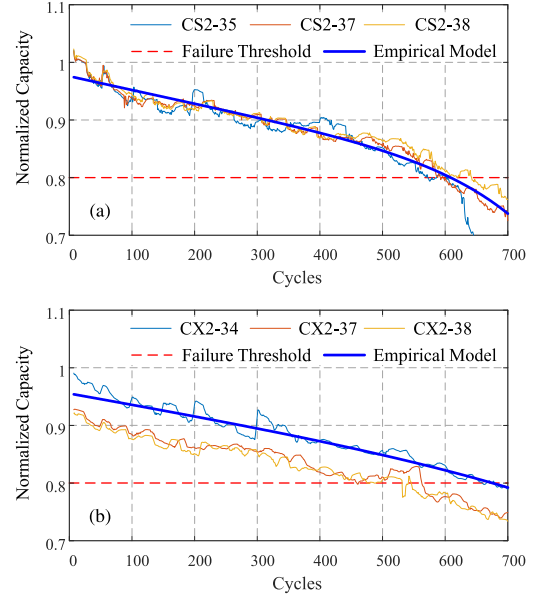 1.1
CS2-35 CS2-37 CS2-38
Failure Threshold Empirical Model
1
0.9
0.8
0.7
Normalized Capacity
(a)
0 100 200 300 400 500 600 700
Cycles
1.1
CX2-34 CX2-37 CX2-38
Failure Threshold Empirical Model
1
0.9
0.8
0.7
Normalized Capacity
(b)
0 100 200 300 400 500 600 700
Cycles